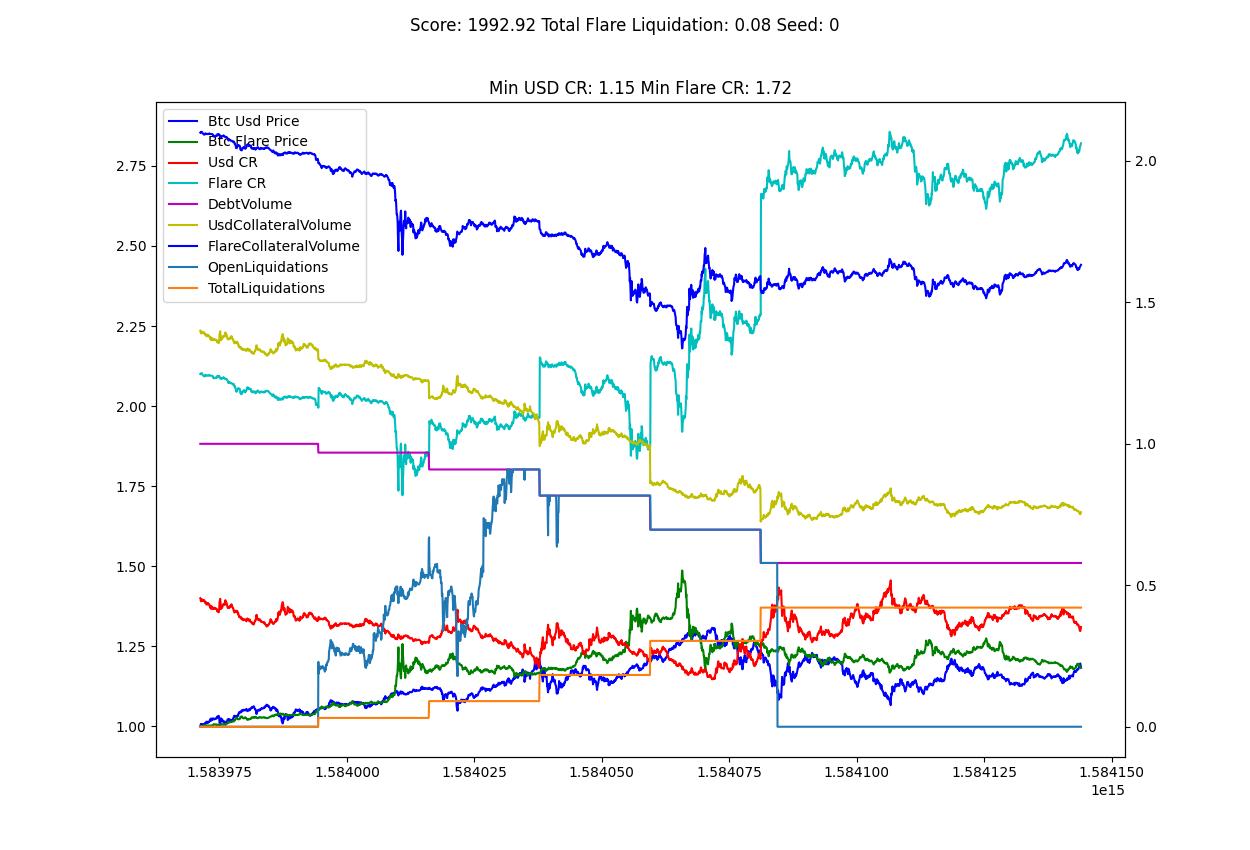 Score: 1992.92 Total Flare Liquidation: 0.08 Seed: 0
Min USD CR: 1.15 Min Flare CR: 1.72
Btc Usd Price
Btc Flare Price
Usd CR
Flare CR
DebtVolume
UsdCollateralVolume
FlareCollateralVolume
OpenLiquidations
TotalLiquidations
2.75
2.50
2.25
2.00
1.75
1.50
1.25
1.00
2.0
1.5
1.0
0.5
0.0
1.583975 1.584000 1.584025 1.584050 1.584075 1.584100 1.584125 1.584150
1e15